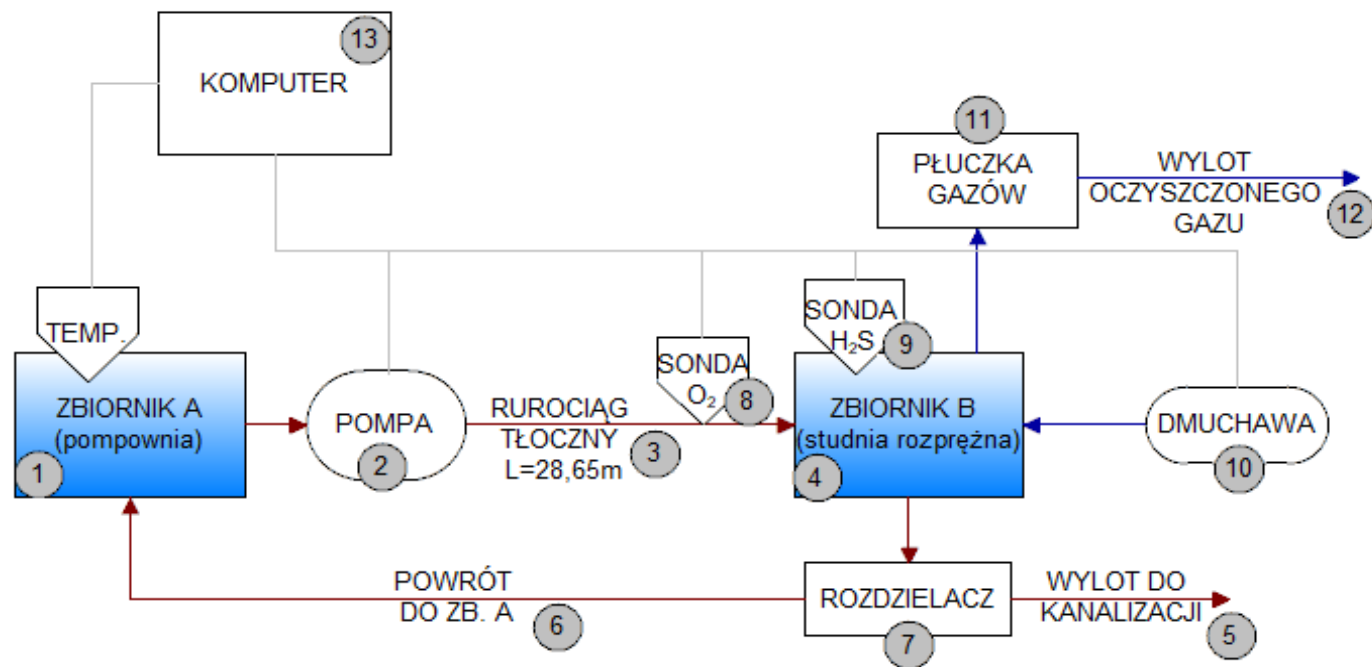 13
KOMPUTER
11
PŁUCZKA
GAZÓW
WYLOT
OCZYSZCZONEGO
GAZU
12
TEMP.
SONDA
H₂S
9
SONDA
O₂
8
ZBIORNIK A
(pompownia)
1
POMPA
2
RUROCIĄG
TŁOCZNY
L=28,65m
3
ZBIORNIK B
(studnia rozprężna)
4
DMUCHAWA
10
POWRÓT
DO ZB. A
6
ROZDZIELACZ
7
WYLOT DO
KANALIZACJI
5